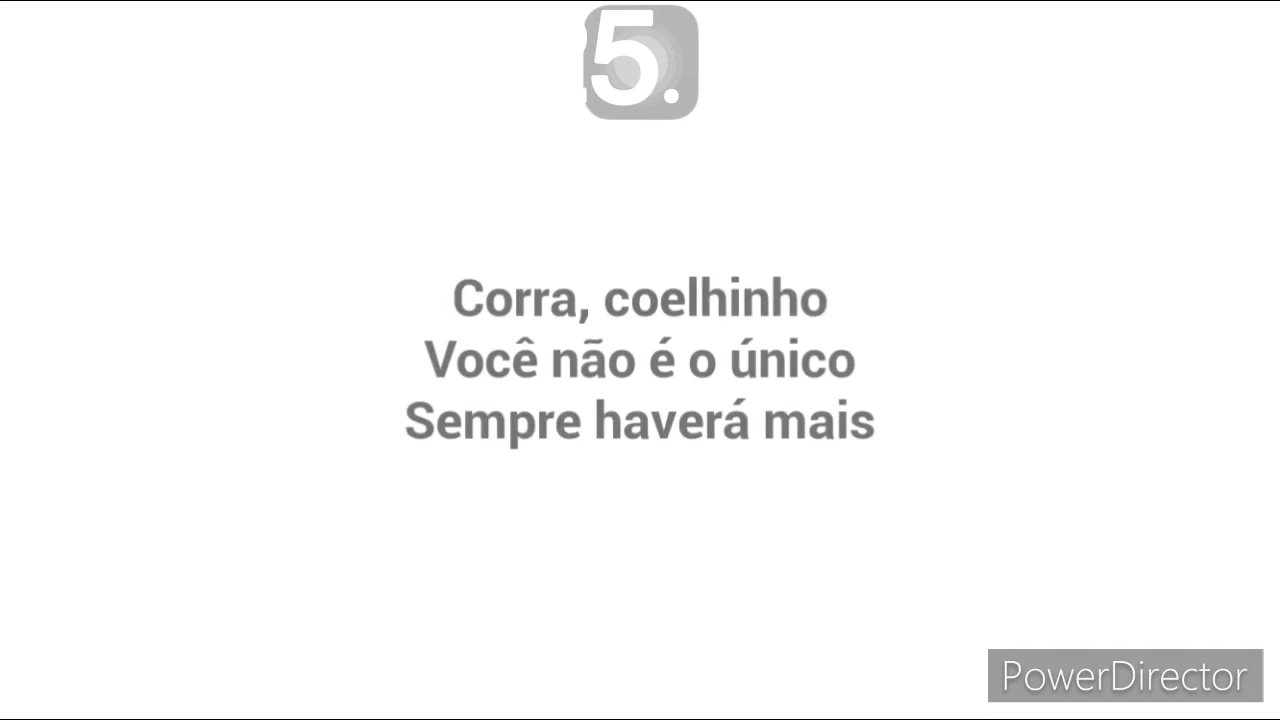 5.
Corra, coelhinho
Você não é o único
Sempre haverá mais
PowerDirector